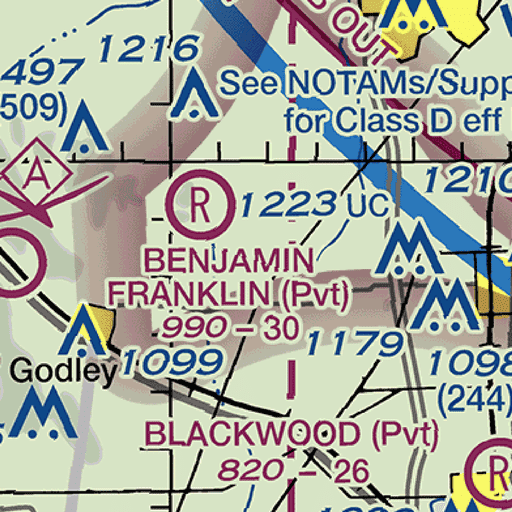 OUT
1216
497
509)
See NOTAMs/Supp
for Class D eff
A
R
1223 UC
1210
BENJAMIN
FRANKLIN (Pvt)
990 – 30
1179
1099
Godley
1098
(244)
BLACKWOOD (Pvt)
820 – 26
R